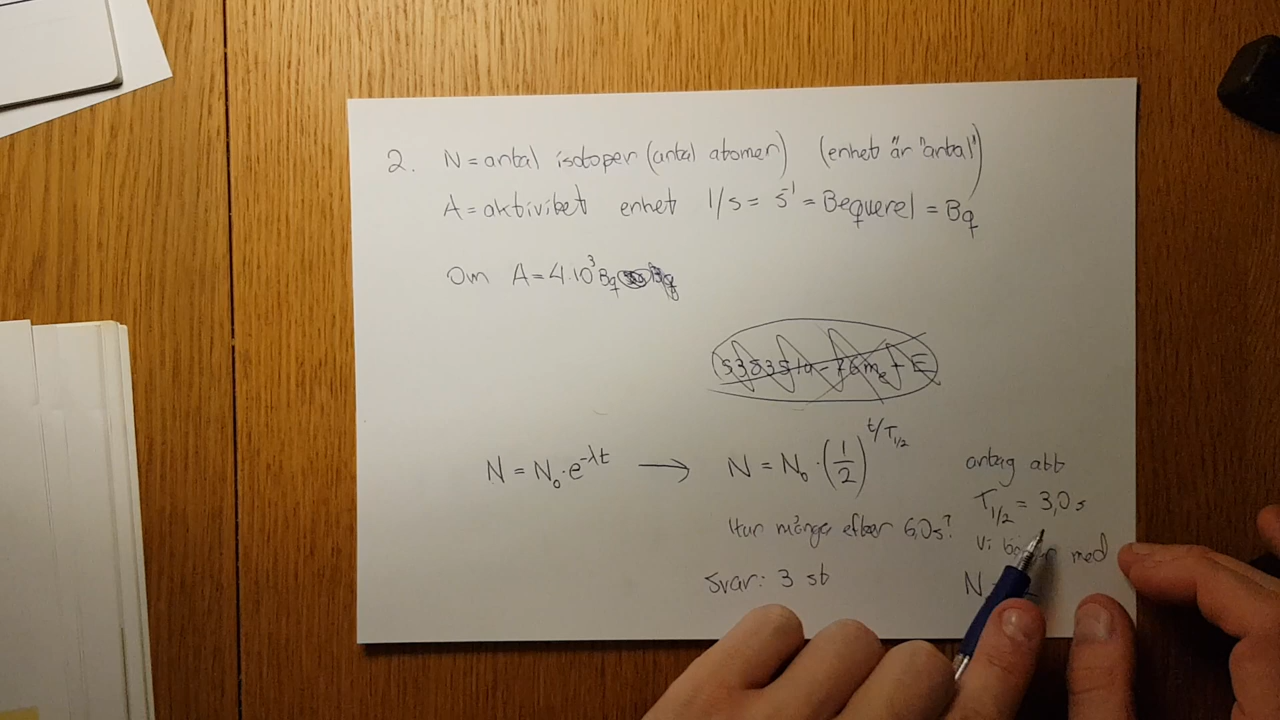 2. N = antal isotoper (antal atomer) (enhet är "antal")
A = aktivitet enhet 1/s = s⁻¹ = Bequerel = Bq
Om A = 4·10³ Bq
N = N₀·e^(-λt) → N = N₀·(1/2)^(t/T₁/₂)
antag att
T₁/₂ = 3,0 s
Hur många efter 6,0 s?
Vi med
Svar: 3 st
N